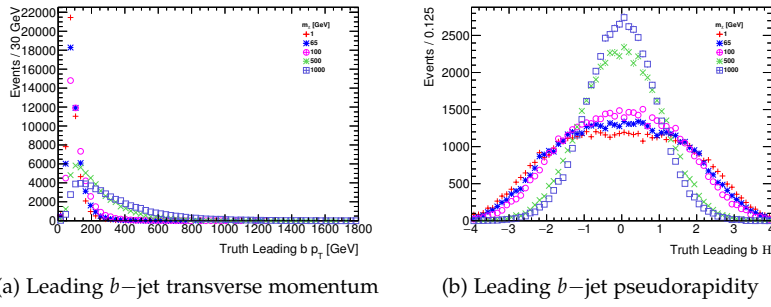 Events / 30 GeV
22000
20000
18000
16000
14000
12000
10000
8000
6000
4000
2000
0
0 200 400 600 800 1000 1200 1400 1600 1800
Truth Leading b p_T [GeV]
[GeV]
1
65
100
500
1000
Events / 0.125
2500
2000
1500
1000
500
0
−4 −3 −2 −1 0 1 2 3 4
Truth Leading b H
[GeV]
1
65
100
500
1000
(a) Leading b−jet transverse momentum
(b) Leading b−jet pseudorapidity